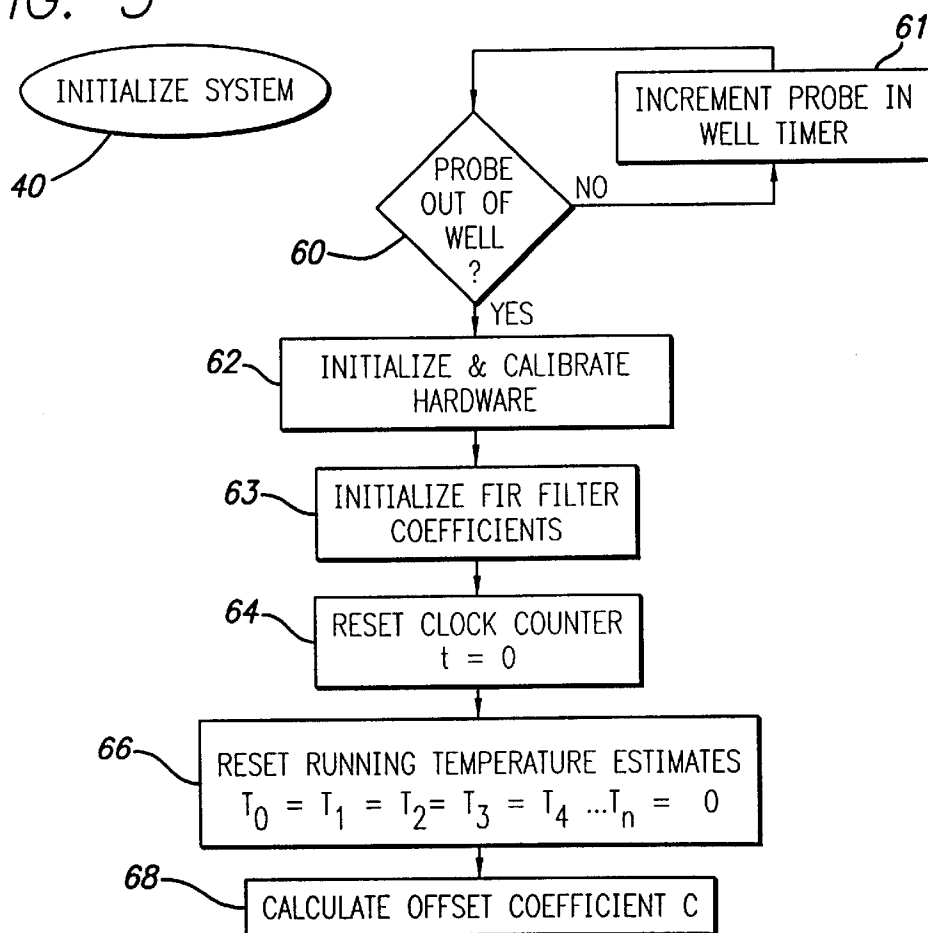 FIG. 5
INITIALIZE SYSTEM
40
61
INCREMENT PROBE IN
WELL TIMER
PROBE
OUT OF
WELL
?
60
NO
YES
62
INITIALIZE & CALIBRATE
HARDWARE
63
INITIALIZE FIR FILTER
COEFFICIENTS
64
RESET CLOCK COUNTER
t = 0
66
RESET RUNNING TEMPERATURE ESTIMATES
T0 = T1 = T2= T3 = T4 ...Tn = 0
68
CALCULATE OFFSET COEFFICIENT C